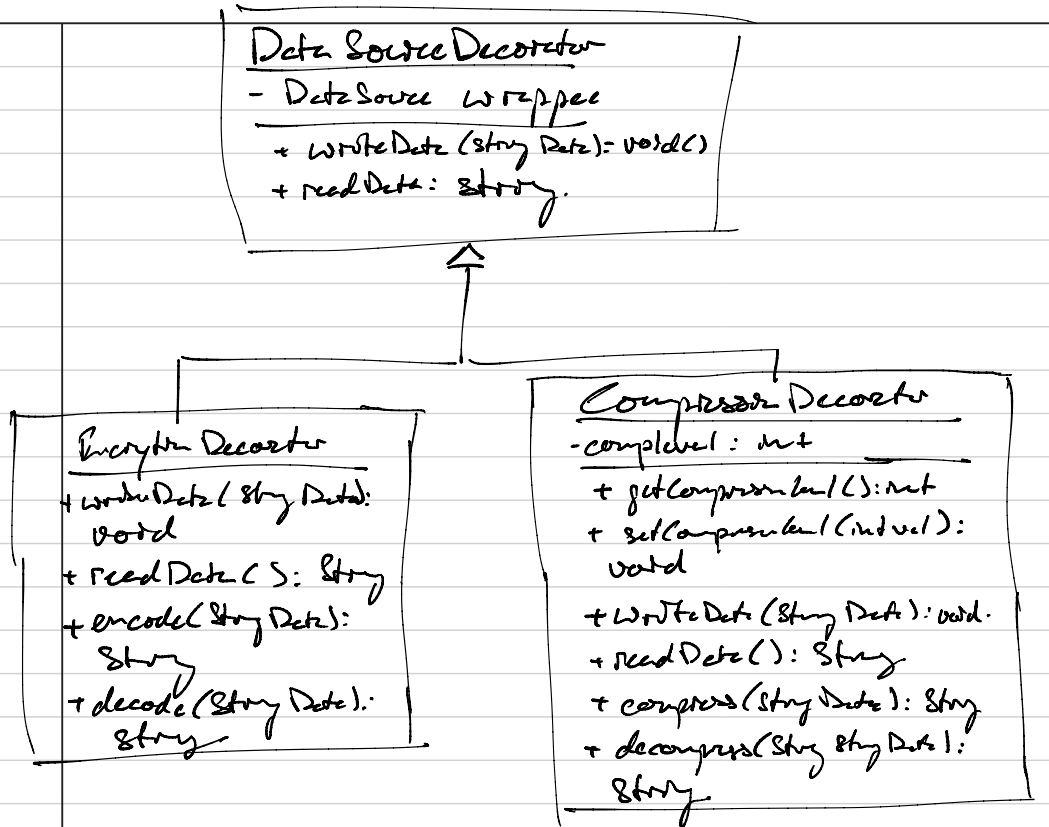 Data Source Decorator
- DataSource wrappee
+ writeData (String Data): void()
+ readData: String.
Encryption Decorator
+ writeData(String Data):
void
+ readData(): String
+ encode(String Data):
String
+ decode(String Data):
String
Compression Decorator
- complevel : int
+ getCompressionlevel(): int
+ setCompressionlevel(int val):
void
+ writeData(String Data): void.
+ readData(): String
+ compress(String Data): String
+ decompress(String String Data):
String.